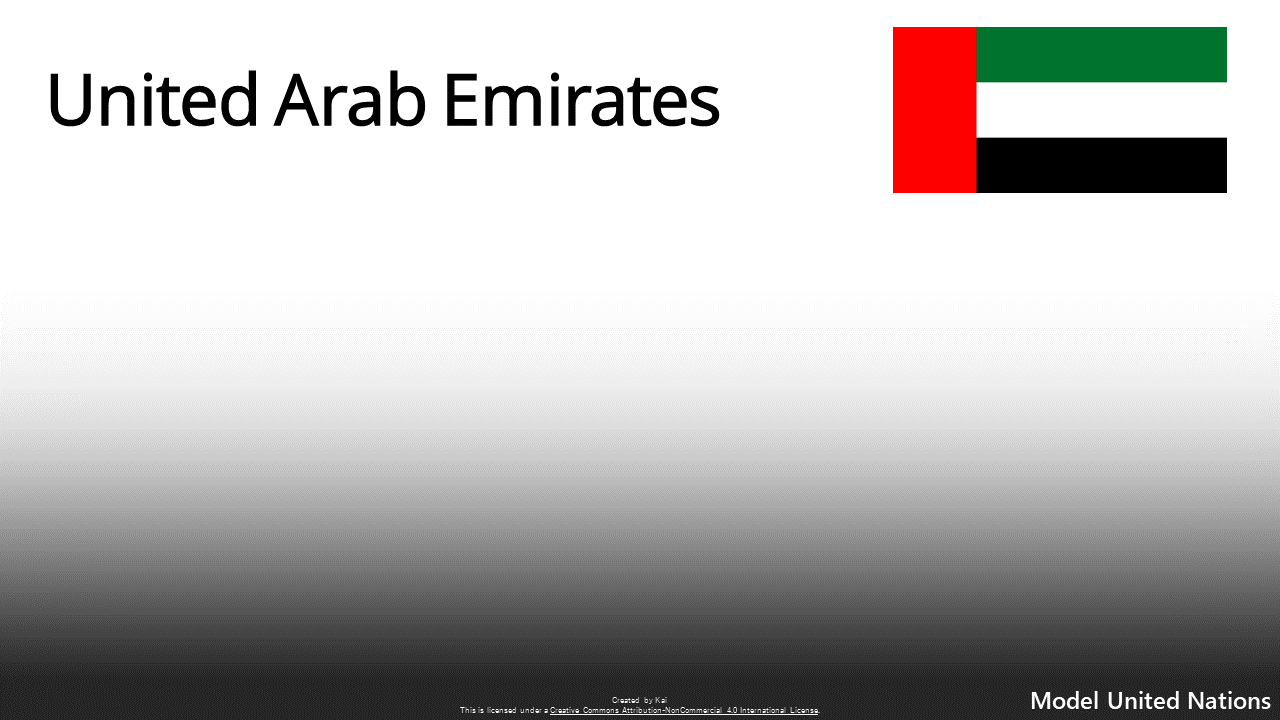 United Arab Emirates
Created by Kai
This is licensed under a Creative Commons Attribution-NonCommercial 4.0 International License.
Model United Nations